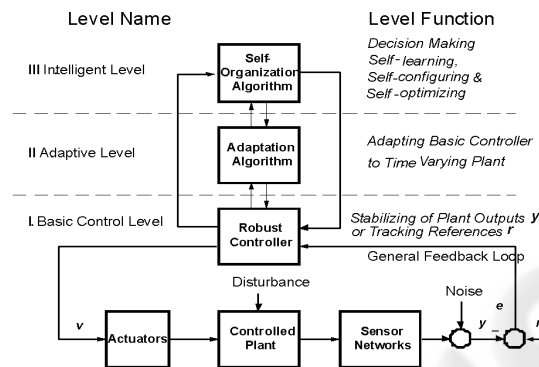 Level Name
Level Function
III Intelligent Level
Self-
Organization
Algorithm
Decision Making
Self-learning,
Self-configuring &
Self-optimizing
II Adaptive Level
Adaptation
Algorithm
Adapting Basic Controller
to Time Varying Plant
I. Basic Control Level
Robust
Controller
Stabilizing of Plant Outputs y
or Tracking References r
General Feedback Loop
Disturbance
Noise
v
Actuators
Controlled
Plant
Sensor
Networks
y
_
e
r